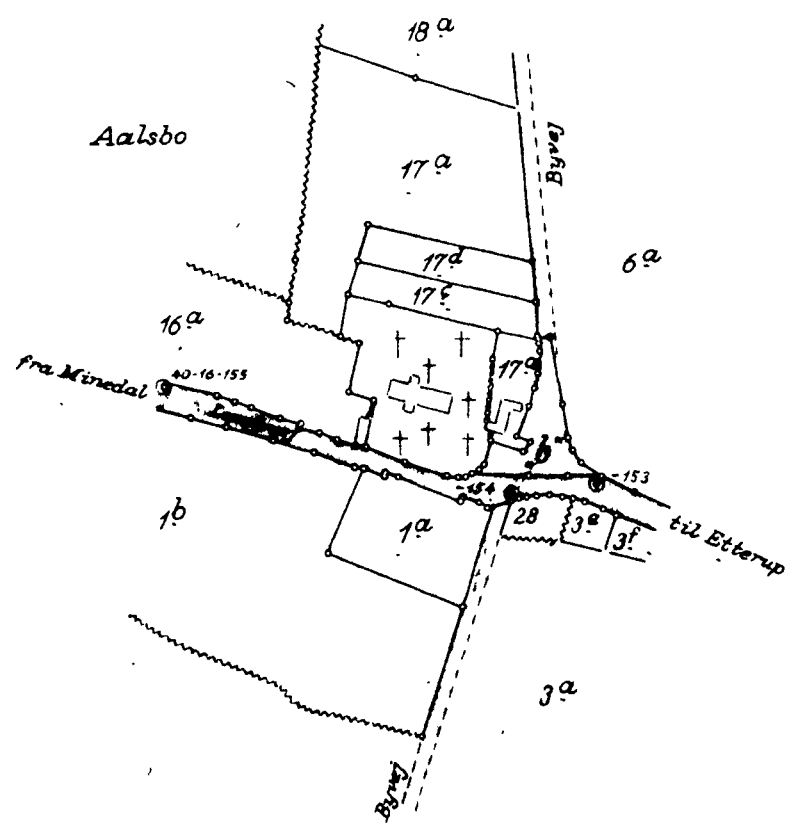 18a
Aalsbo
Byvej
17a
17d
6a
17c
16a
17a
fra Minedal
40-16-155
"b"
-153
-154
1b
28
3e
3f
til Etterup
1a
3a
Byvej